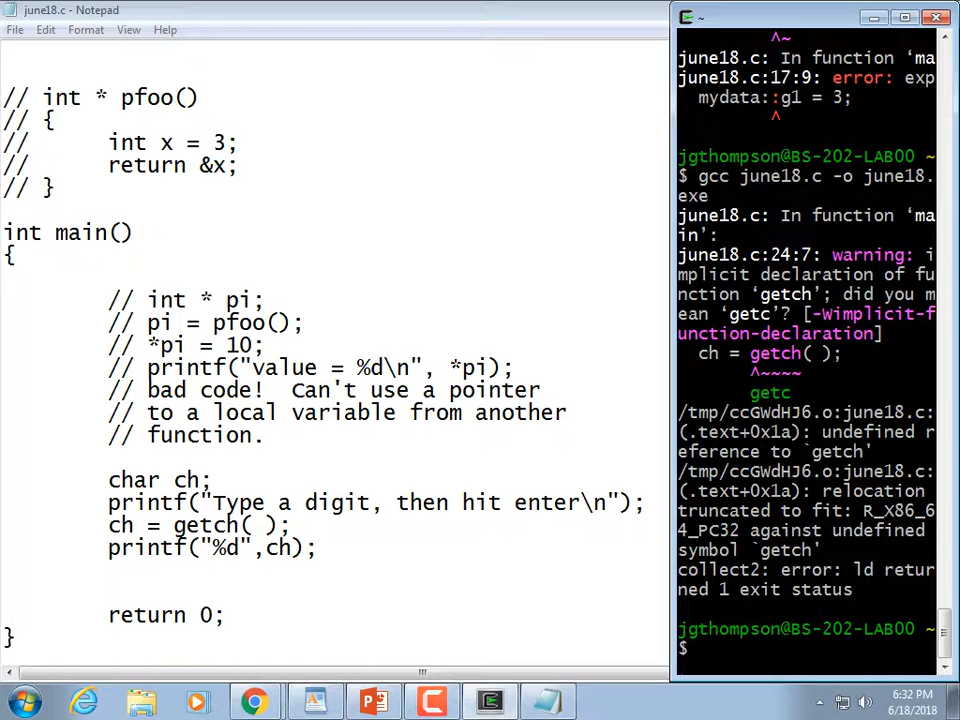 june18.c - Notepad
File Edit Format View Help
// int * pfoo()
// {
// int x = 3;
// return &x;
// }
int main()
{
// int * pi;
// pi = pfoo();
// *pi = 10;
// printf("value = %d\n", *pi);
// bad code! Can't use a pointer
// to a local variable from another
// function.
char ch;
printf("Type a digit, then hit enter\n");
ch = getch( );
printf("%d",ch);
return 0;
}
~
^~
june18.c: In function ‘ma
june18.c:17:9: error: exp
mydata::g1 = 3;
^
jgthompson@BS-202-LAB00 ~
$ gcc june18.c -o june18.
exe
june18.c: In function ‘ma
in’:
june18.c:24:7: warning: i
mplicit declaration of fu
nction ‘getch’; did you m
ean ‘getc’? [-Wimplicit-f
unction-declaration]
ch = getch( );
^~~~~
getc
/tmp/ccGWdHJ6.o:june18.c:
(.text+0x1a): undefined r
eference to `getch'
/tmp/ccGWdHJ6.o:june18.c:
(.text+0x1a): relocation
truncated to fit: R_X86_6
4_PC32 against undefined
symbol `getch'
collect2: error: ld retur
ned 1 exit status
jgthompson@BS-202-LAB00 ~
$
6:32 PM
6/18/2018